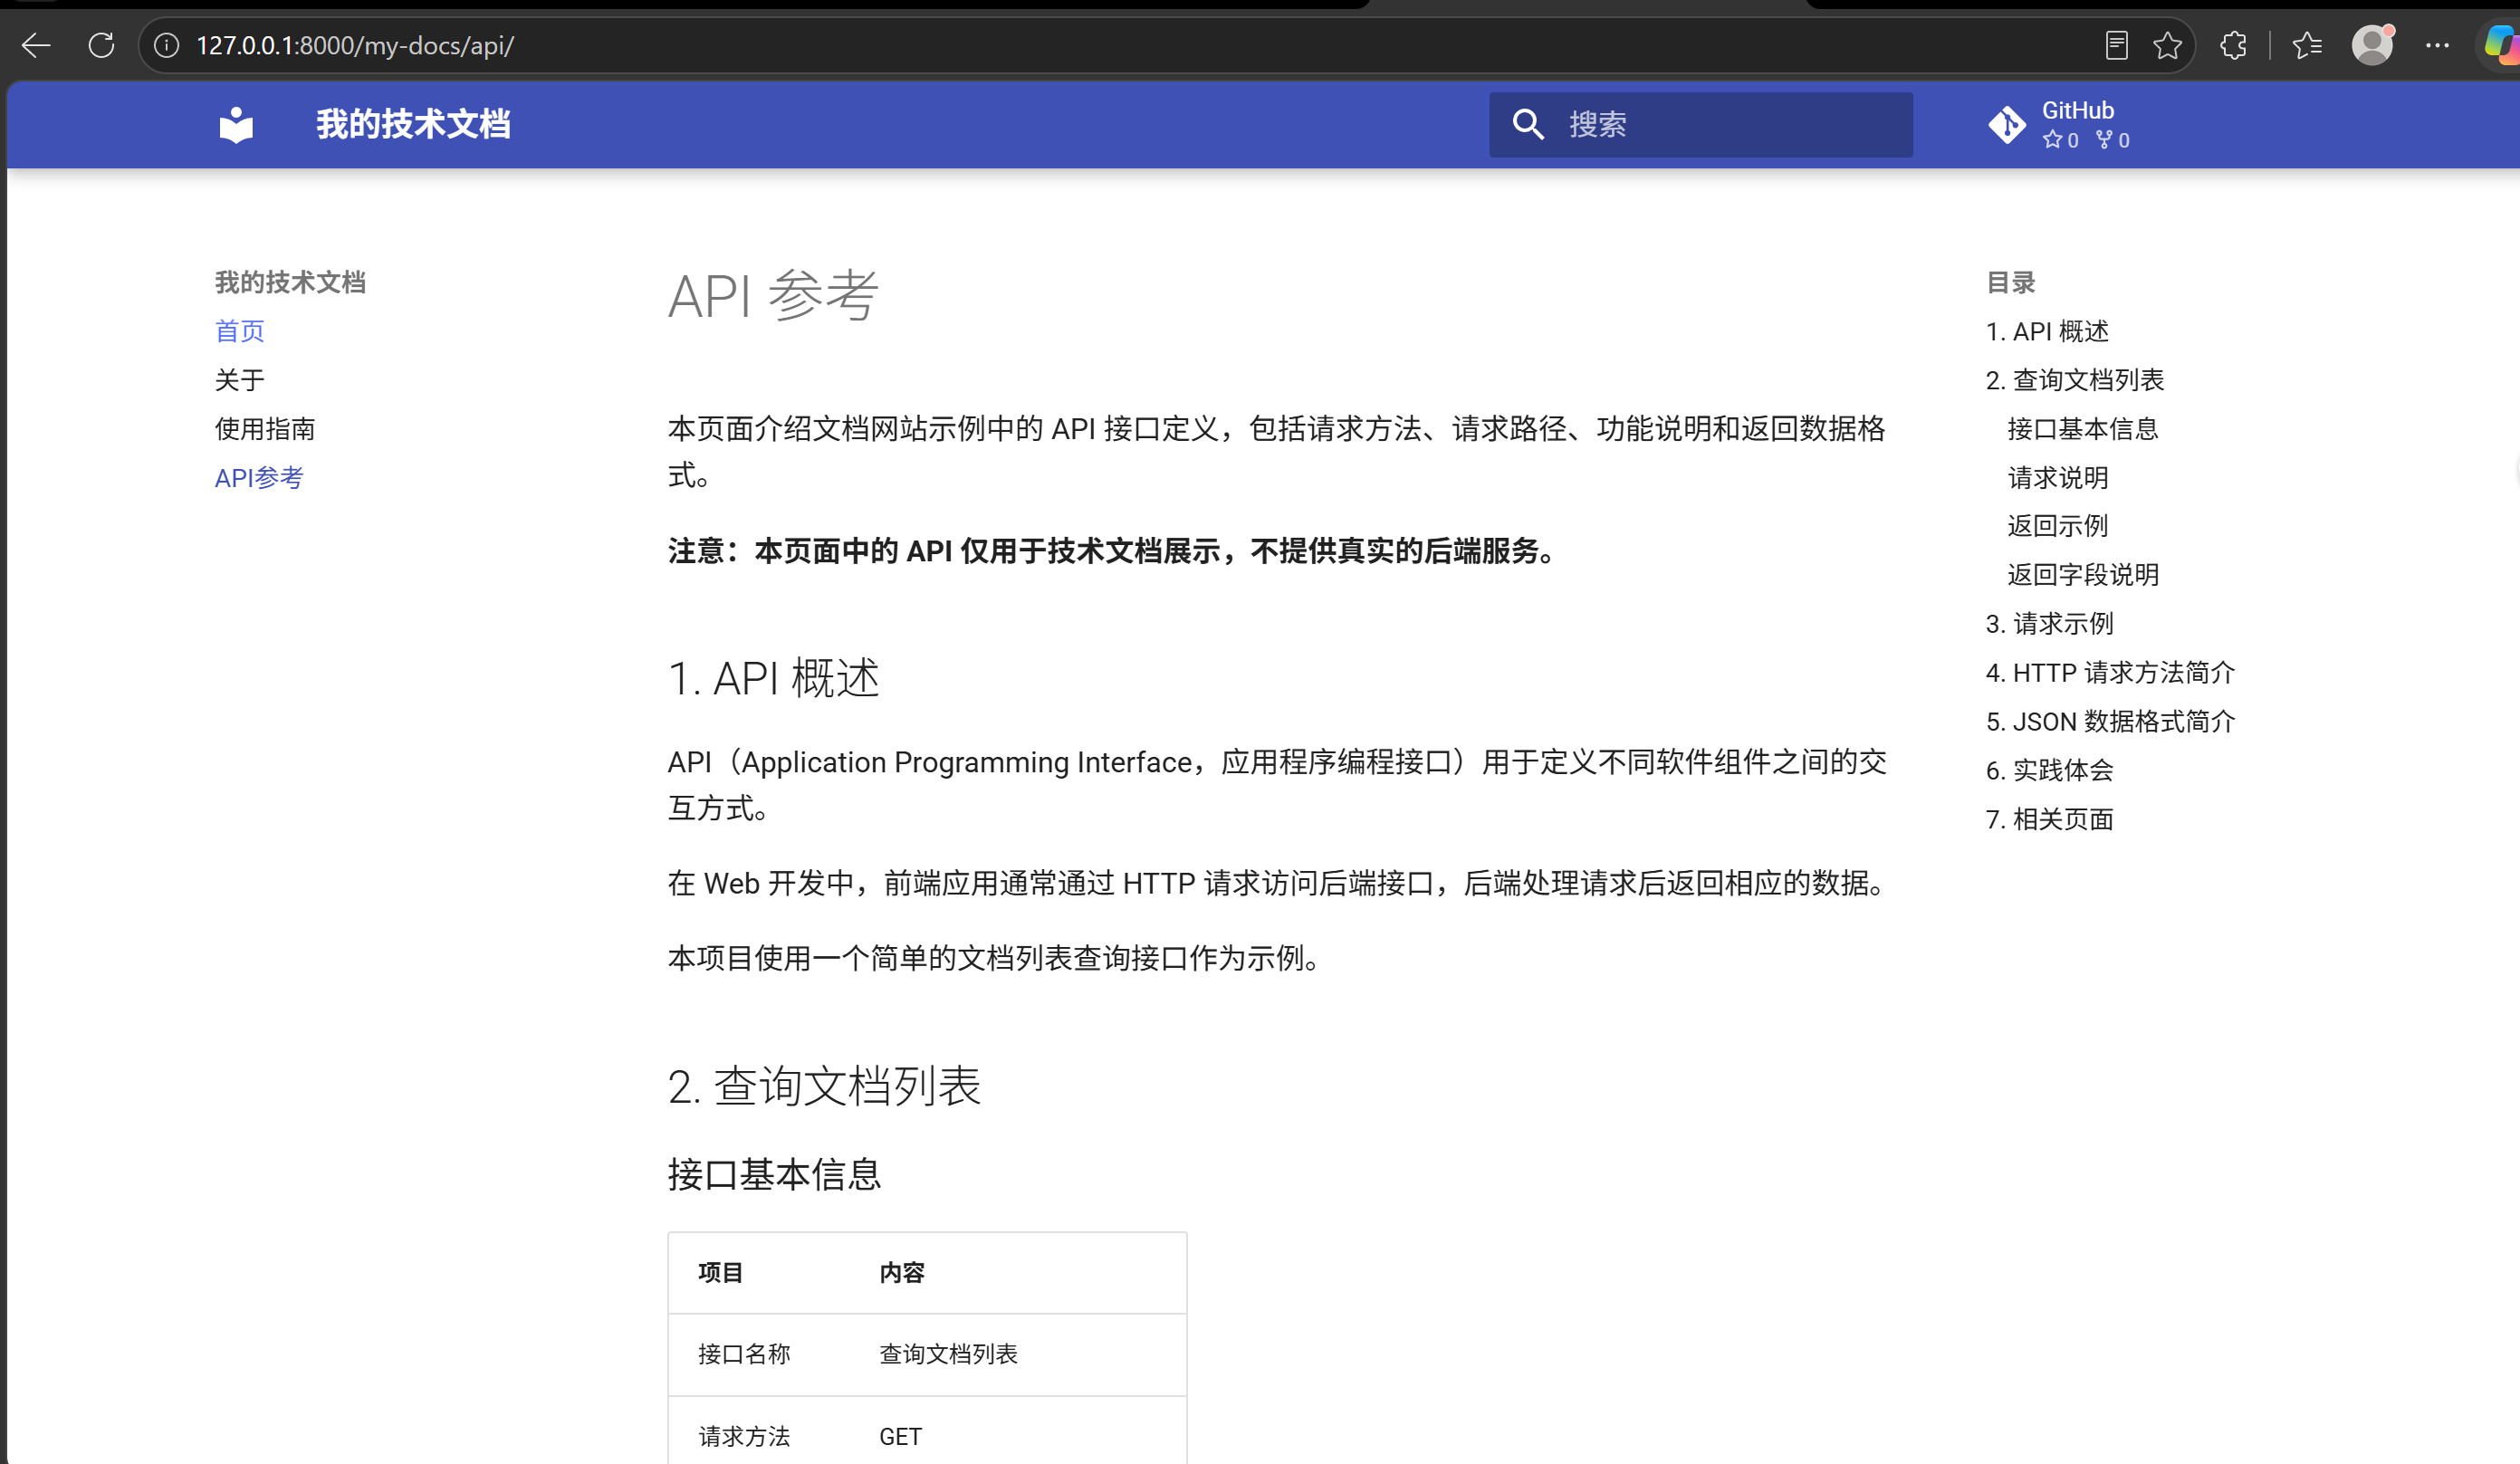 127.0.0.1:8000/my-docs/api/
我的技术文档
搜索
GitHub
0 0
我的技术文档
首页
关于
使用指南
API参考
API 参考
本页面介绍文档网站示例中的 API 接口定义，包括请求方法、请求路径、功能说明和返回数据格
式。
注意：本页面中的 API 仅用于技术文档展示，不提供真实的后端服务。
1. API 概述
API（Application Programming Interface，应用程序编程接口）用于定义不同软件组件之间的交
互方式。
在 Web 开发中，前端应用通常通过 HTTP 请求访问后端接口，后端处理请求后返回相应的数据。
本项目使用一个简单的文档列表查询接口作为示例。
2. 查询文档列表
接口基本信息
项目 内容
接口名称 查询文档列表
请求方法 GET
目录
1. API 概述
2. 查询文档列表
接口基本信息
请求说明
返回示例
返回字段说明
3. 请求示例
4. HTTP 请求方法简介
5. JSON 数据格式简介
6. 实践体会
7. 相关页面